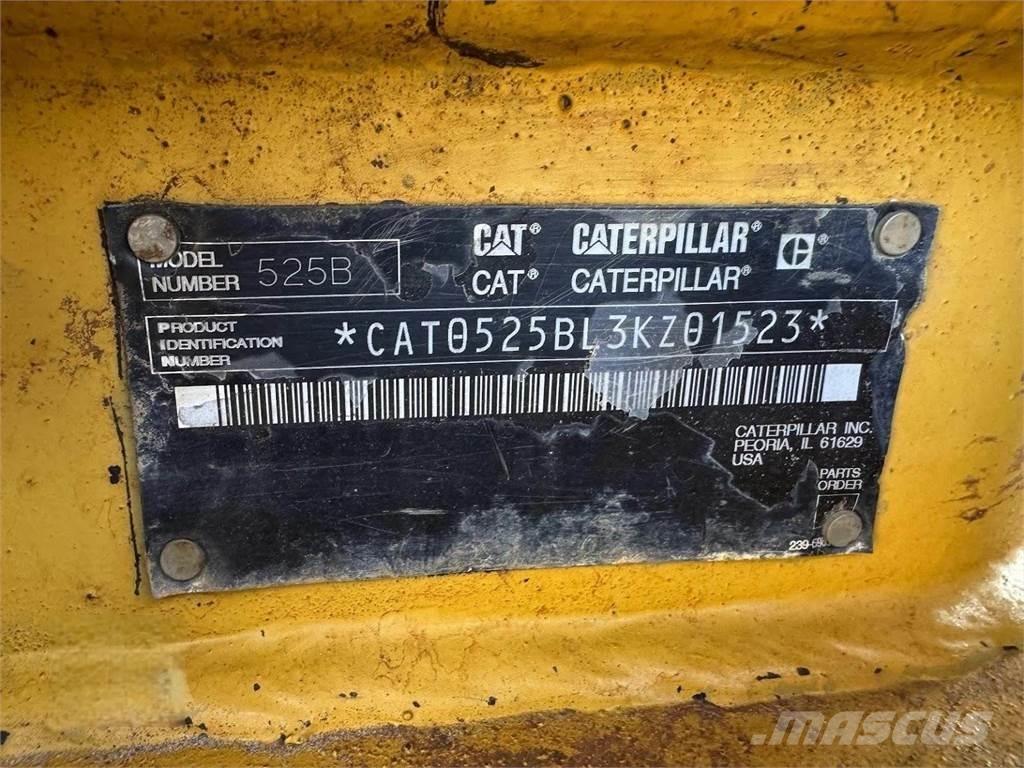 MODEL
NUMBER 525B
CAT® CATERPILLAR®
CAT® CATERPILLAR®
PRODUCT
IDENTIFICATION
NUMBER
*CAT0525BL3KZ01523*
CATERPILLAR INC.
PEORIA, IL 61629
USA
PARTS
ORDER
MASCUS